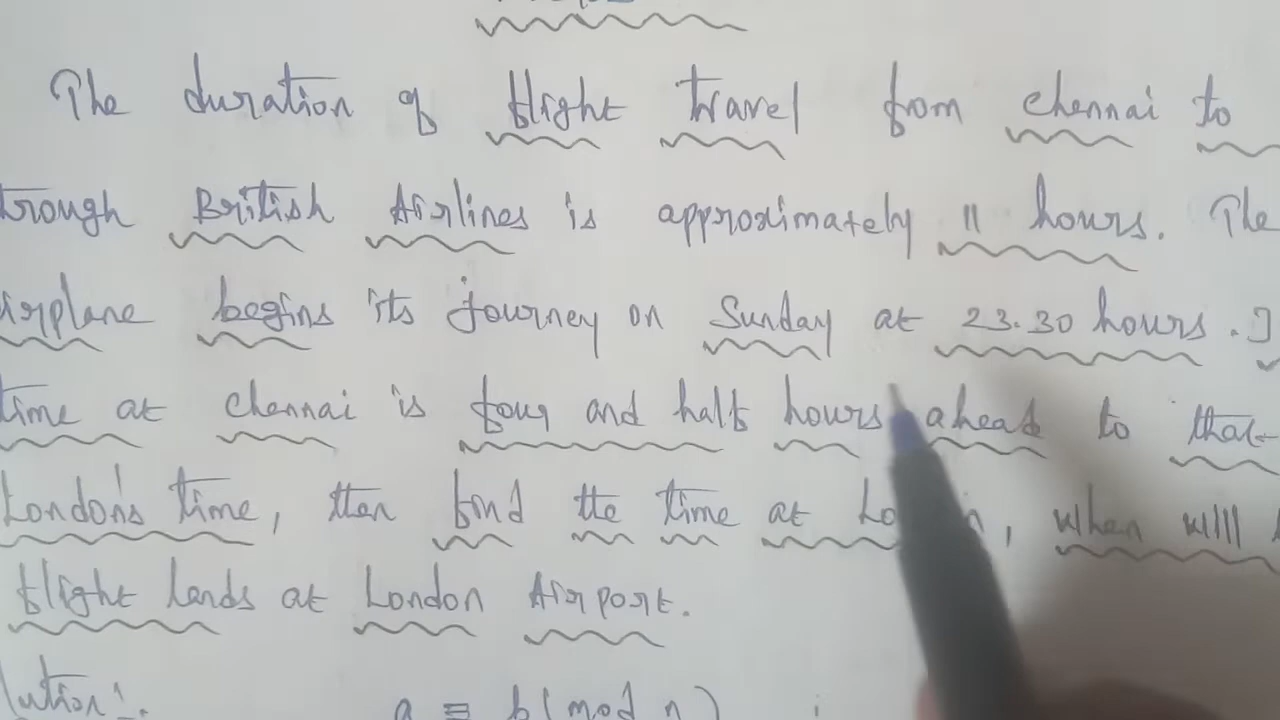 The duration of flight travel from chennai to
trough British Airlines is approximately 11 hours. The
airplane begins its journey on Sunday at 23.30 hours.
time at chennai is four and half hours ahead to that
London's time, then find the time at, when will
flight lands at London Airport.
lution:. a ≡ b(mod n)